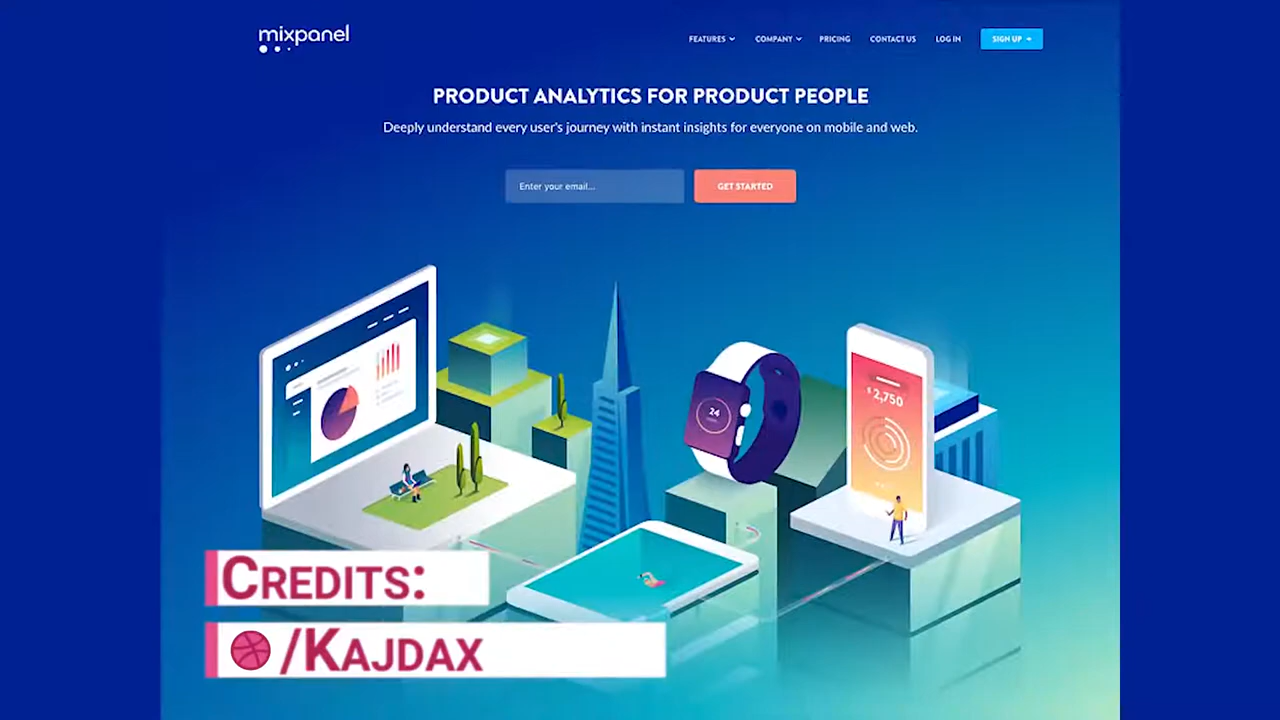 mixpanel
FEATURES COMPANY PRICING CONTACT US LOG IN SIGN UP
PRODUCT ANALYTICS FOR PRODUCT PEOPLE
Deeply understand every user's journey with instant insights for everyone on mobile and web.
Enter your email... GET STARTED
24
$2,750
CREDITS:
/KAJDAX